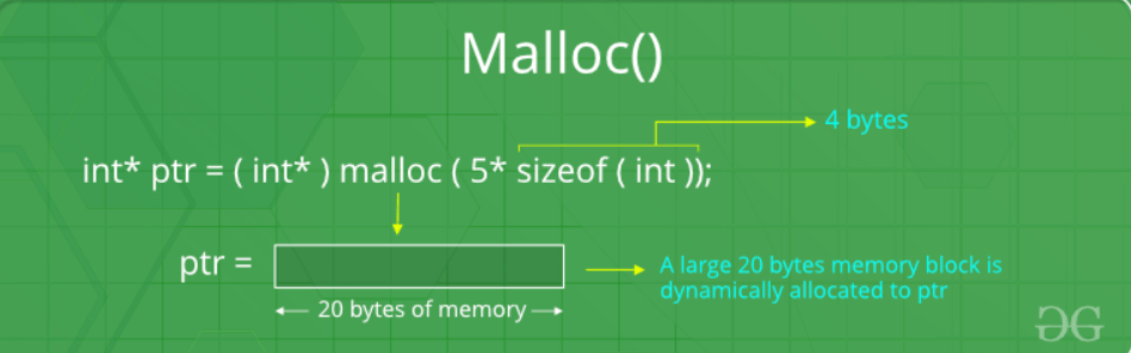 Malloc()
4 bytes
int* ptr = ( int* ) malloc ( 5* sizeof ( int ));
ptr =
A large 20 bytes memory block is
dynamically allocated to ptr
20 bytes of memory